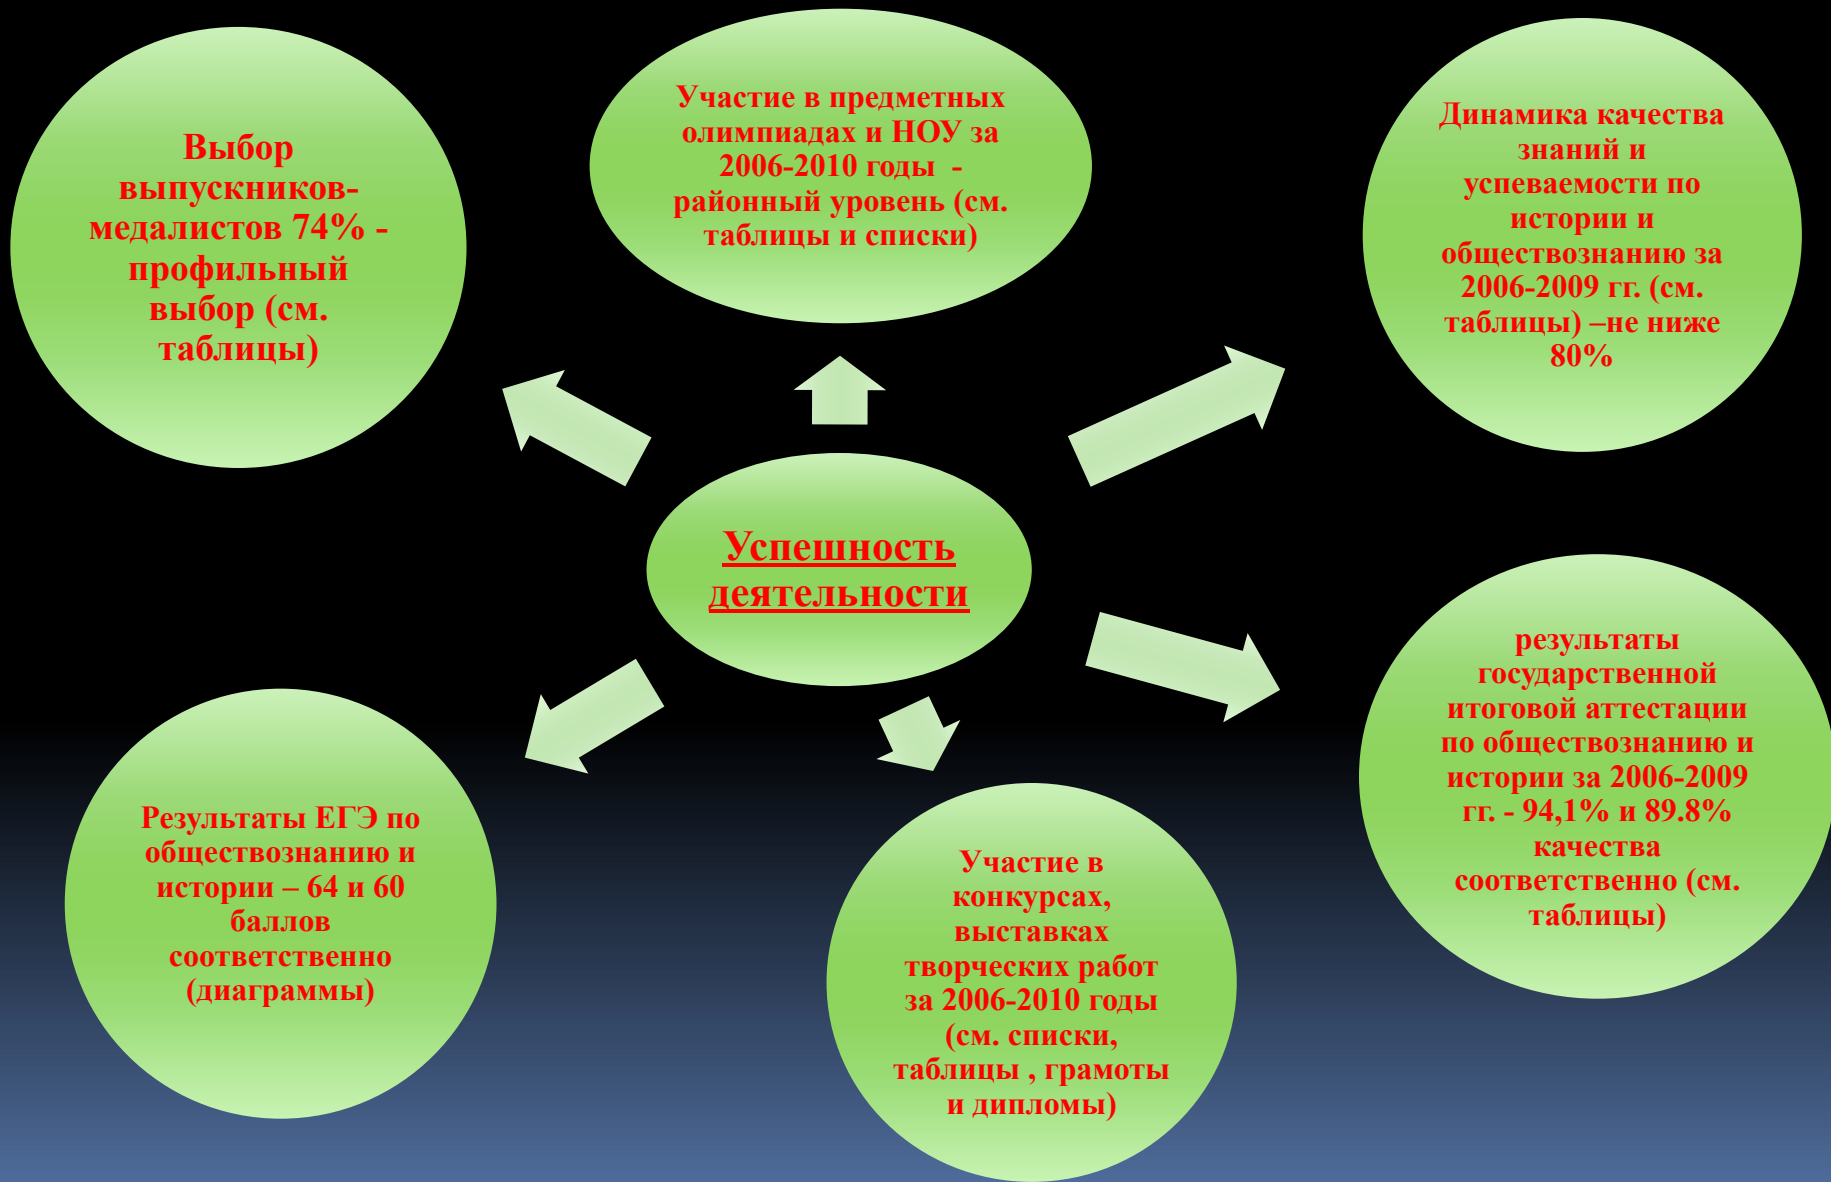 Выбор
выпускников-
медалистов 74% -
профильный
выбор (см.
таблицы)
Участие в предметных
олимпиадах и НОУ за
2006-2010 годы -
районный уровень (см.
таблицы и списки)
Динамика качества
знаний и
успеваемости по
истории и
обществознанию за
2006-2009 гг. (см.
таблицы) –не ниже
80%
Успешность
деятельности
результаты
государственной
итоговой аттестации
по обществознанию и
истории за 2006-2009
гг. - 94,1% и 89.8%
качества
соответственно (см.
таблицы)
Результаты ЕГЭ по
обществознанию и
истории – 64 и 60
баллов
соответственно
(диаграммы)
Участие в
конкурсах,
выставках
творческих работ
за 2006-2010 годы
(см. списки,
таблицы , грамоты
и дипломы)